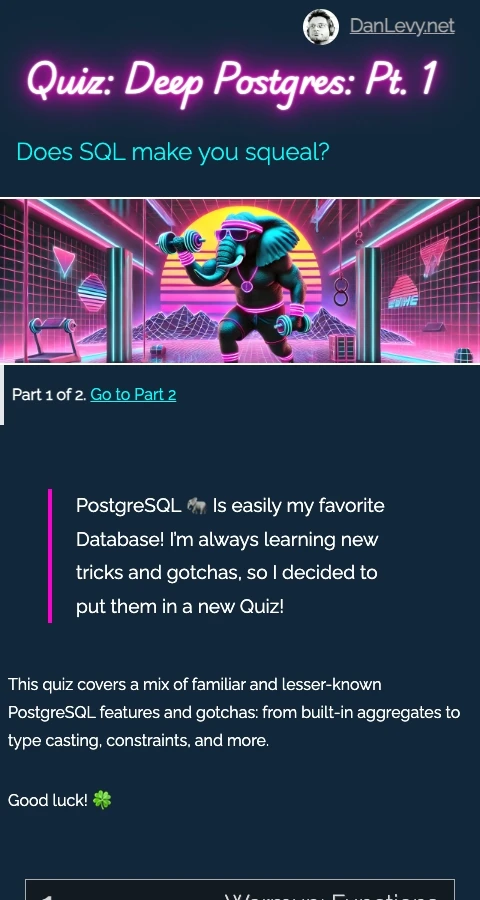 DanLevy.net
Quiz: Deep Postgres: Pt. 1
Does SQL make you squeal?
Part 1 of 2. Go to Part 2
PostgreSQL 🐘 Is easily my favorite
Database! I'm always learning new
tricks and gotchas, so I decided to
put them in a new Quiz!
This quiz covers a mix of familiar and lesser-known
PostgreSQL features and gotchas: from built-in aggregates to
type casting, constraints, and more.
Good luck! 🍀
Warmup: Functions